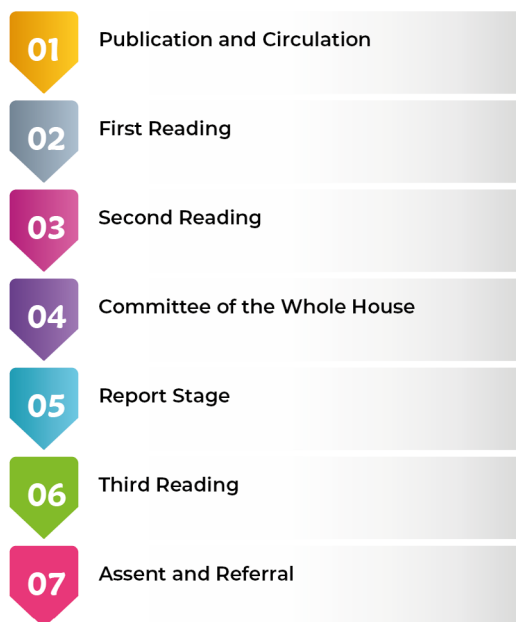 01
Publication and Circulation
02
First Reading
03
Second Reading
04
Committee of the Whole House
05
Report Stage
06
Third Reading
07
Assent and Referral